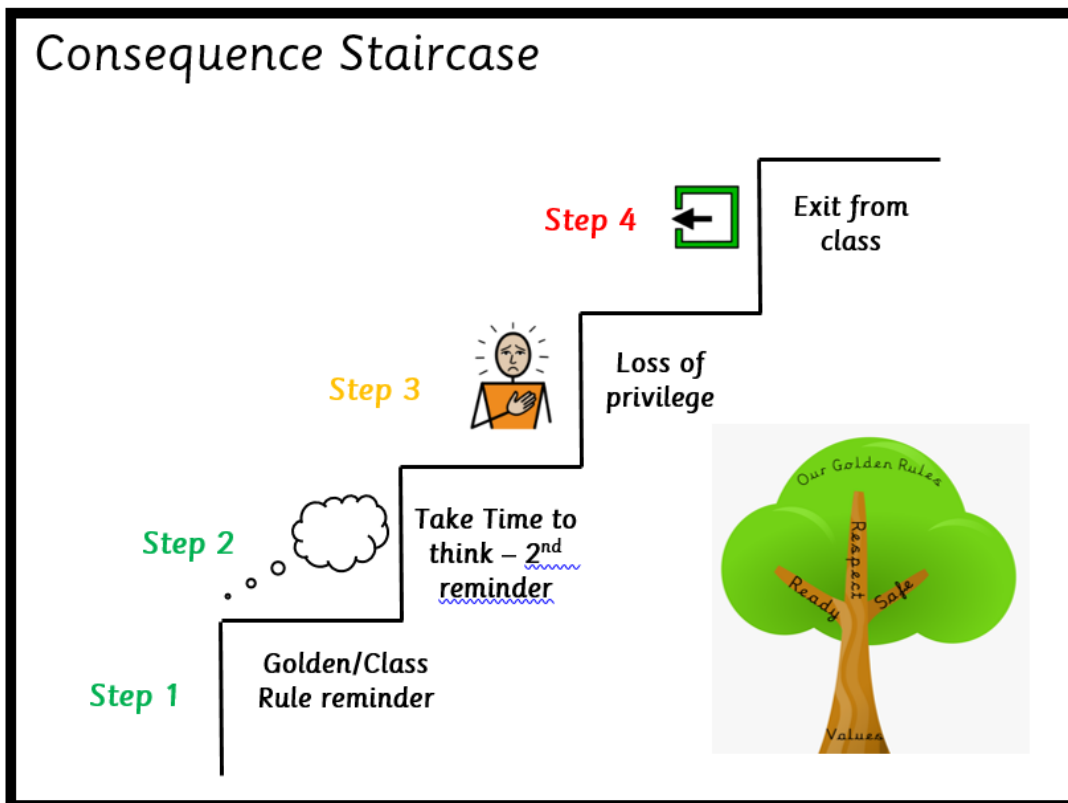 Consequence Staircase
Step 4
Exit from
class
Step 3
Loss of
privilege
Step 2
Take Time to
think – 2nd
reminder
Step 1
Golden/Class
Rule reminder
Our Golden Rules
Ready
Respect
Safe
Values